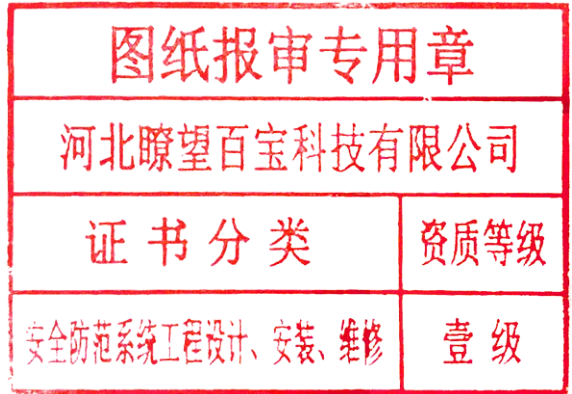 图纸报审专用章
河北瞭望百宝科技有限公司
证书分类 资质等级
安全防范系统工程设计、安装、维修 壹级